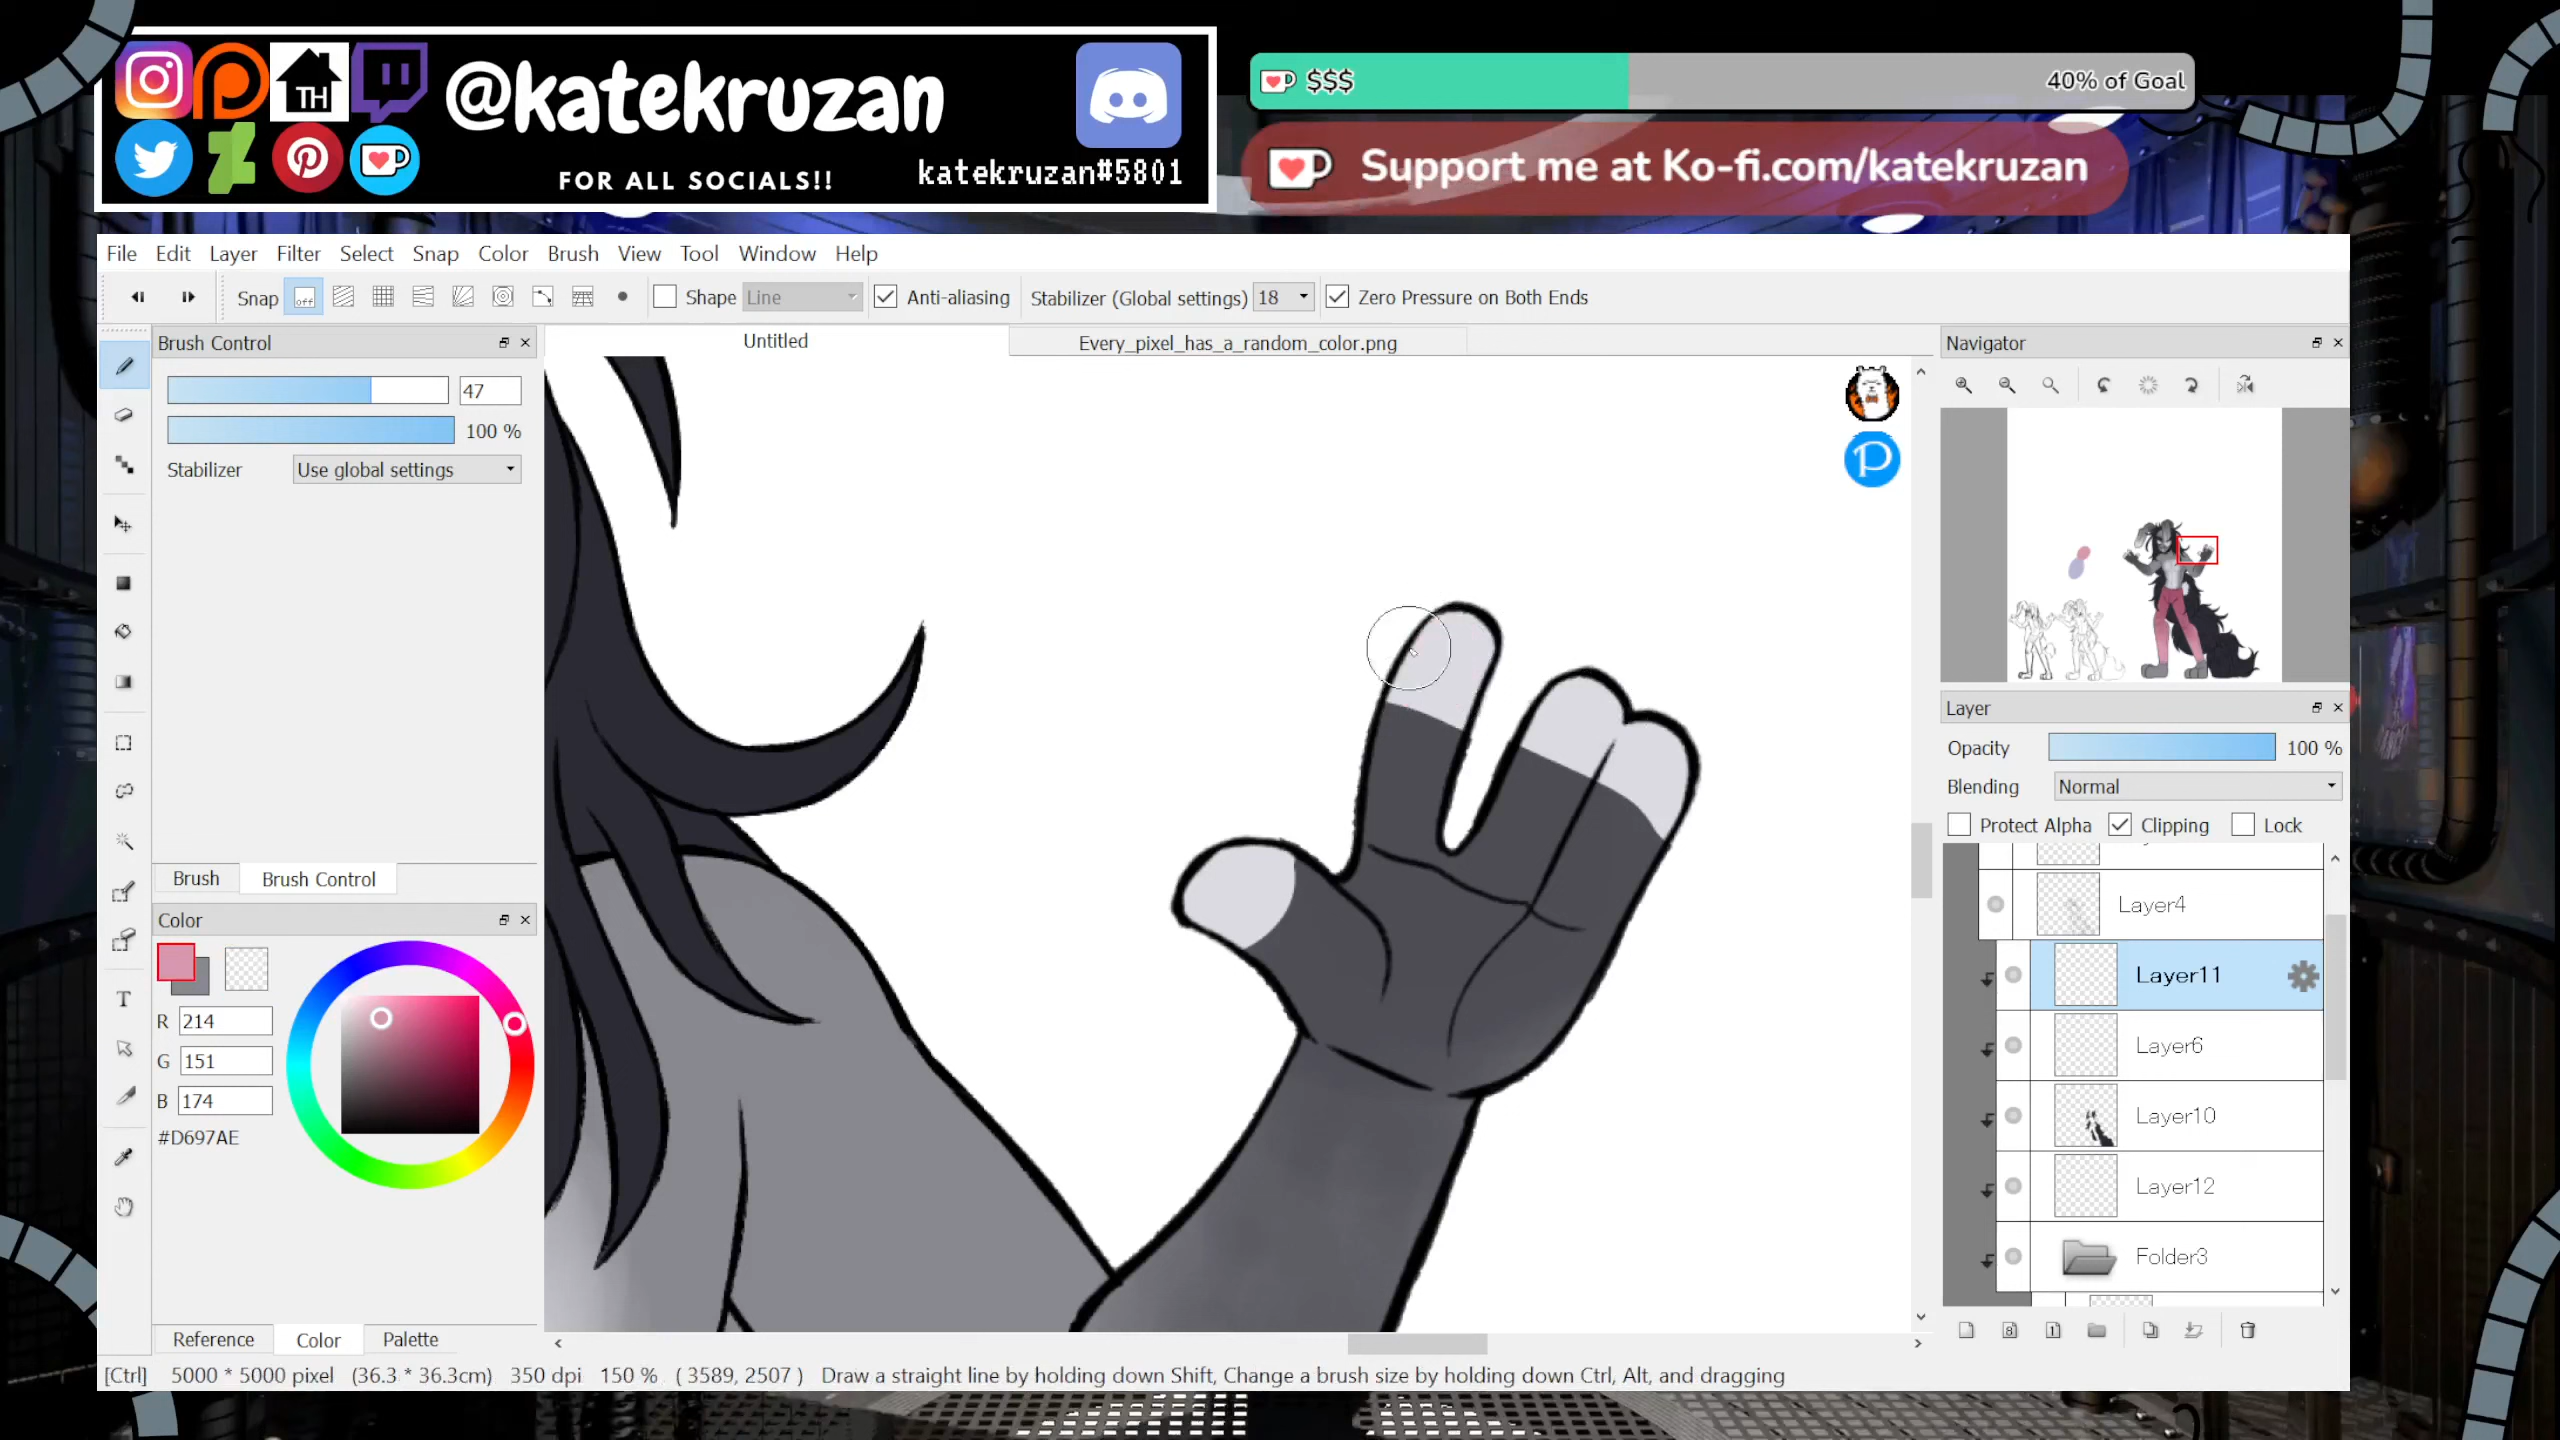 TH
@katekruzan
FOR ALL SOCIALS!!
katekruzan#5801
$$$
40% of Goal
Support me at Ko-fi.com/katekruzan
File Edit Layer Filter Select Snap Color Brush View Tool Window Help
Snap off Shape Line Anti-aliasing Stabilizer (Global settings) 18 Zero Pressure on Both Ends
Brush Control
47
100 %
Stabilizer Use global settings
Brush Brush Control
Color
R 214
G 151
B 174
#D697AE
Reference Color Palette
Untitled
Every_pixel_has_a_random_color.png
P
T
Navigator
Layer
Opacity 100 %
Blending Normal
Protect Alpha Clipping Lock
Layer4
Layer11
Layer6
Layer10
Layer12
Folder3
8
1
[Ctrl] 5000 * 5000 pixel (36.3 * 36.3cm) 350 dpi 150 % ( 3589, 2507 ) Draw a straight line by holding down Shift, Change a brush size by holding down Ctrl, Alt, and dragging